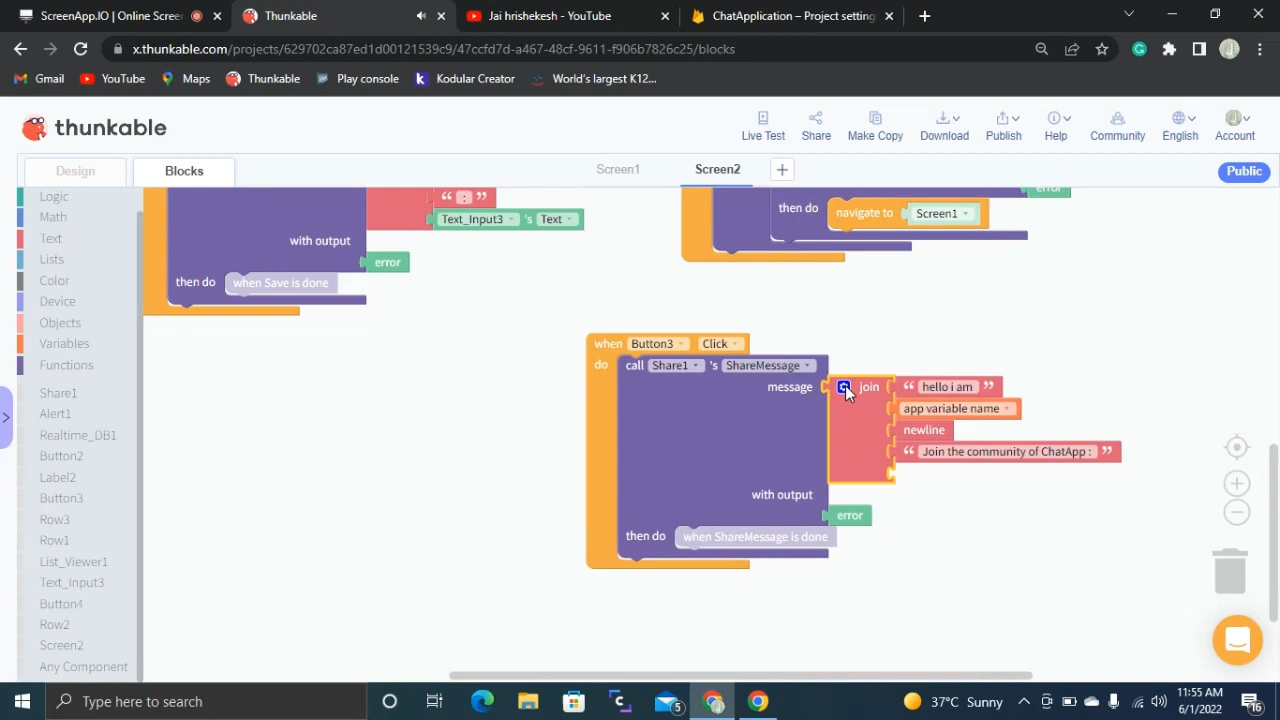 ScreenApp.IO | Online Screen
Thunkable
Jai hrishekesh - YouTube
ChatApplication – Project setting
x.thunkable.com/projects/629702ca87ed1d00121539c9/47ccfd7d-a467-48cf-9611-f906b7826c25/blocks
Gmail
YouTube
Maps
Thunkable
Play console
Kodular Creator
World's largest K12...
thunkable
Live Test
Share
Make Copy
Download
Publish
Help
Community
English
Account
Design
Blocks
Screen1
Screen2
Public
Logic
Math
Text
Lists
Color
Device
Objects
Variables
Functions
Share1
Alert1
Realtime_DB1
Button2
Label2
Button3
Row3
Row1
List_Viewer1
Text_Input3
Button4
Row2
Screen2
Any Component
“ : ”
Text_Input3 's Text
with output
error
then do when Save is done
error
then do navigate to Screen1
when Button3 Click
do call Share1 's ShareMessage
message join “ hello i am ”
app variable name
newline
“ Join the community of ChatApp : ”
with output
error
then do when ShareMessage is done
Type here to search
5
37°C Sunny
11:55 AM
6/1/2022
16